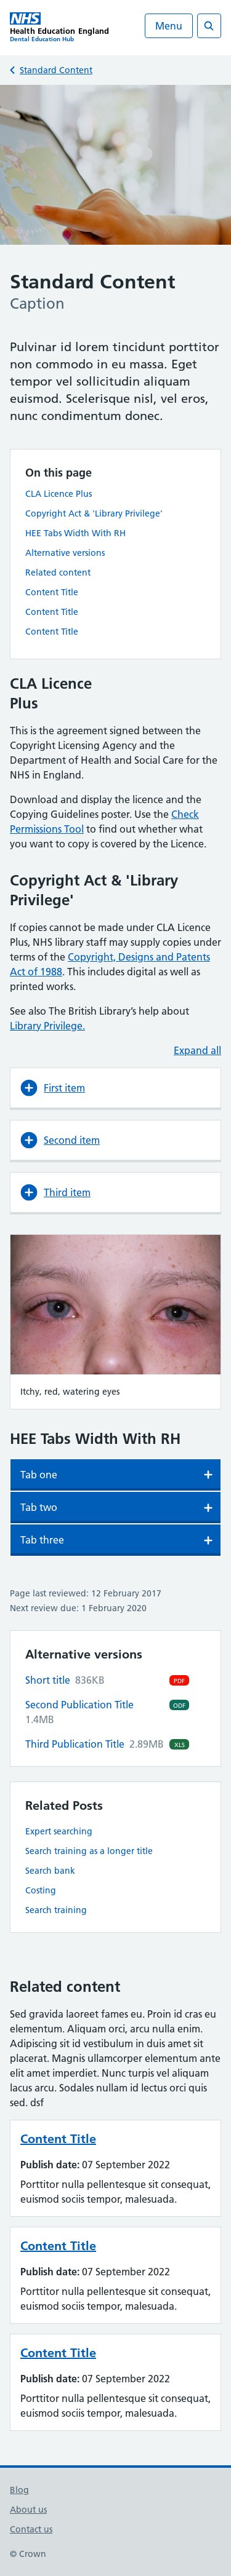 NHS
Health Education England
Dental Education Hub
Menu
Standard Content
Standard Content
Caption
Pulvinar id lorem tincidunt porttitor
non commodo in eu massa. Eget
tempor vel sollicitudin aliquam
euismod. Scelerisque nisl, vel eros,
nunc condimentum donec.
On this page
CLA Licence Plus
Copyright Act & 'Library Privilege'
HEE Tabs Width With RH
Alternative versions
Related content
Content Title
Content Title
Content Title
CLA Licence
Plus
This is the agreement signed between the
Copyright Licensing Agency and the
Department of Health and Social Care for the
NHS in England.
Download and display the licence and the
Copying Guidelines poster. Use the Check
Permissions Tool to find out whether what
you want to copy is covered by the Licence.
Copyright Act & 'Library
Privilege'
If copies cannot be made under CLA Licence
Plus, NHS library staff may supply copies under
terms of the Copyright, Designs and Patents
Act of 1988. This includes digital as well as
printed works.
See also The British Library's help about
Library Privilege.
Expand all
First item
Second item
Third item
Itchy, red, watering eyes
HEE Tabs Width With RH
Tab one
Tab two
Tab three
Page last reviewed: 12 February 2017
Next review due: 1 February 2020
Alternative versions
Short title 836KB PDF
Second Publication Title ODF
1.4MB
Third Publication Title 2.89MB XLS
Related Posts
Expert searching
Search training as a longer title
Search bank
Costing
Search training
Related content
Sed gravida laoreet fames eu. Proin id cras eu
elementum. Aliquam orci, arcu nulla enim.
Adipiscing sit id vestibulum in duis amet sit
placerat. Magnis ullamcorper elementum ante
elit amet imperdiet. Nunc turpis vel aliquam
lacus arcu. Sodales nullam id lectus orci quis
sed. dsf
Content Title
Publish date: 07 September 2022
Porttitor nulla pellentesque sit consequat,
euismod sociis tempor, malesuada.
Content Title
Publish date: 07 September 2022
Porttitor nulla pellentesque sit consequat,
euismod sociis tempor, malesuada.
Content Title
Publish date: 07 September 2022
Porttitor nulla pellentesque sit consequat,
euismod sociis tempor, malesuada.
Blog
About us
Contact us
© Crown